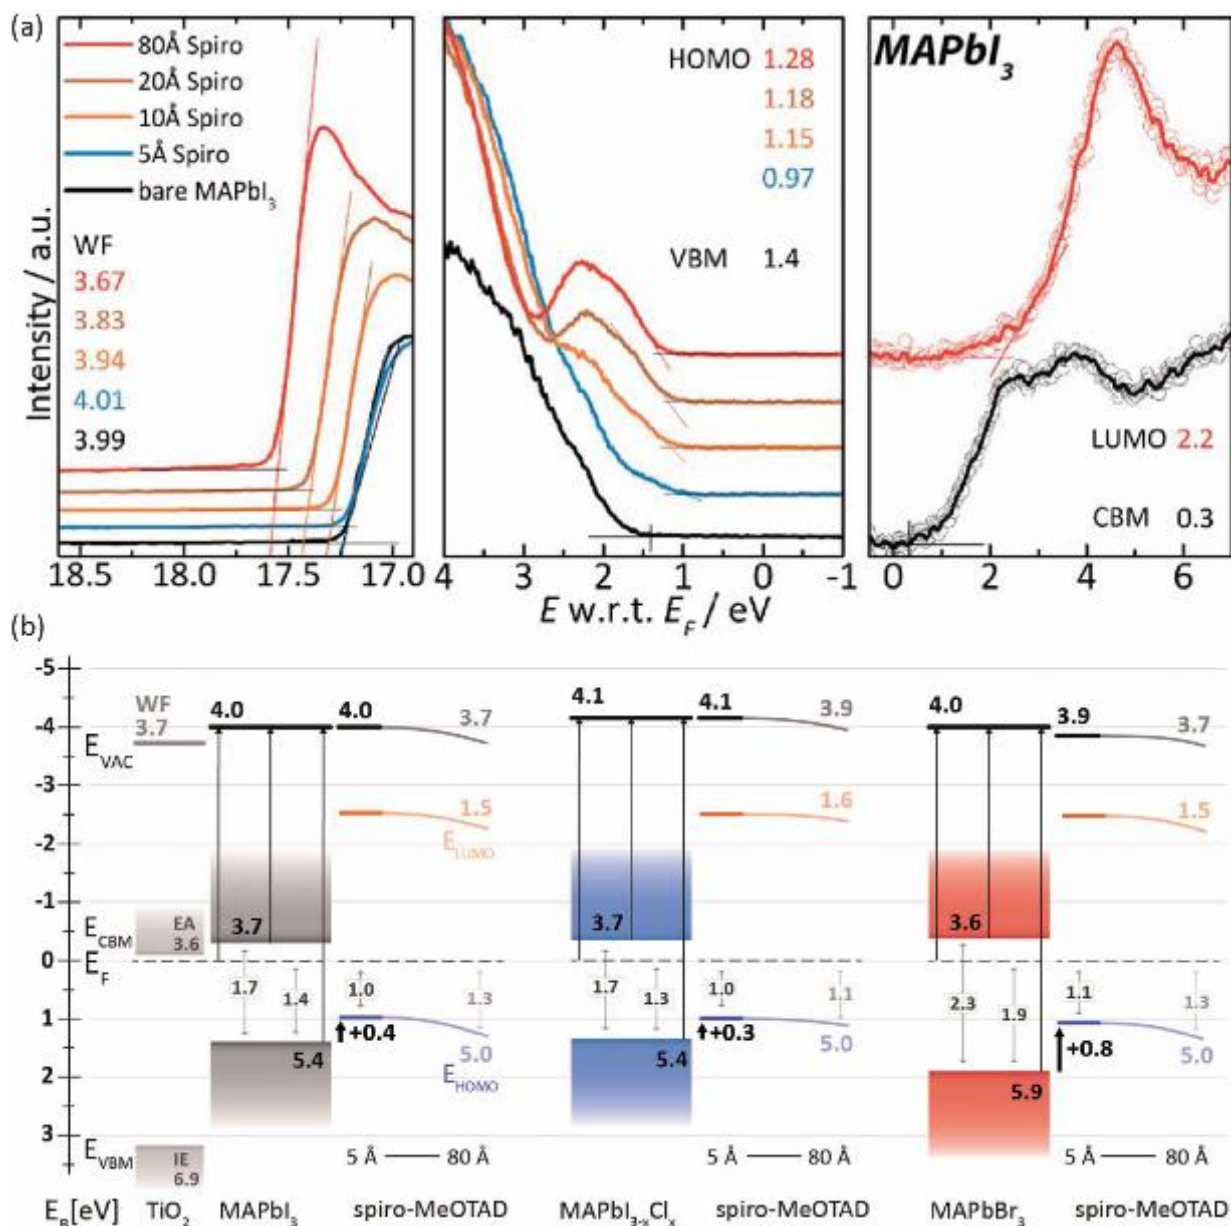 (a)
80Å Spiro
20Å Spiro
10Å Spiro
5Å Spiro
bare MAPbI₃
WF
3.67
3.83
3.94
4.01
3.99
Intensity / a.u.
18.5 18.0 17.5 17.0
HOMO 1.28
1.18
1.15
0.97
VBM 1.4
4 3 2 1 0 -1
E w.r.t. E_F / eV
MAPbI₃
LUMO 2.2
CBM 0.3
0 2 4 6
(b)
-5
-4
-3
-2
-1
0
1
2
3
WF
3.7
E_VAC
E_CBM
E_F
E_VBM
EA
3.6
IE
6.9
4.0
3.7
1.7
1.4
5.4
4.0
3.7
1.5
E_LUMO
1.0
1.3
+0.4
5.0
E_HOMO
5 Å 80 Å
4.1
3.7
1.7
1.3
5.4
4.1
3.9
1.6
1.0
1.1
+0.3
5.0
5 Å 80 Å
4.0
3.6
2.3
1.9
5.9
3.9
3.7
1.5
1.1
1.3
+0.8
5.0
5 Å 80 Å
E_B[eV] TiO₂ MAPbI₃ spiro-MeOTAD MAPbI₃₋ₓClₓ spiro-MeOTAD MAPbBr₃ spiro-MeOTAD